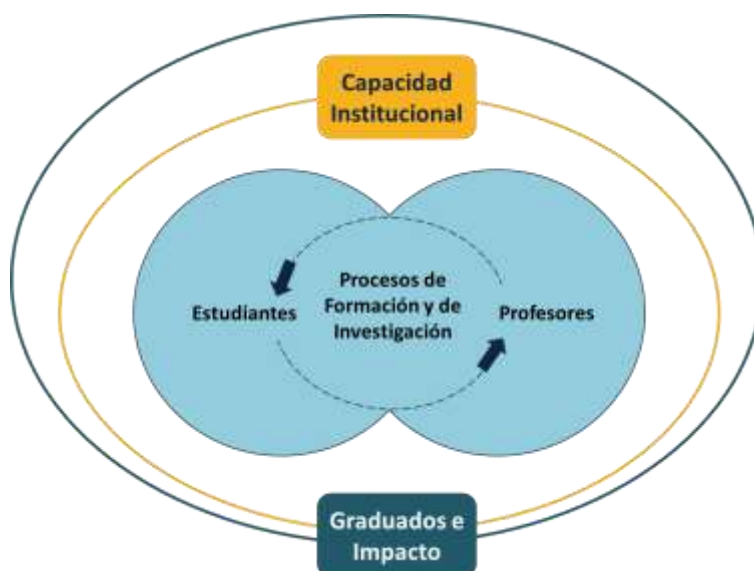 Capacidad
Institucional
Procesos de
Formación y de
Investigación
Estudiantes
Profesores
Graduados e
Impacto